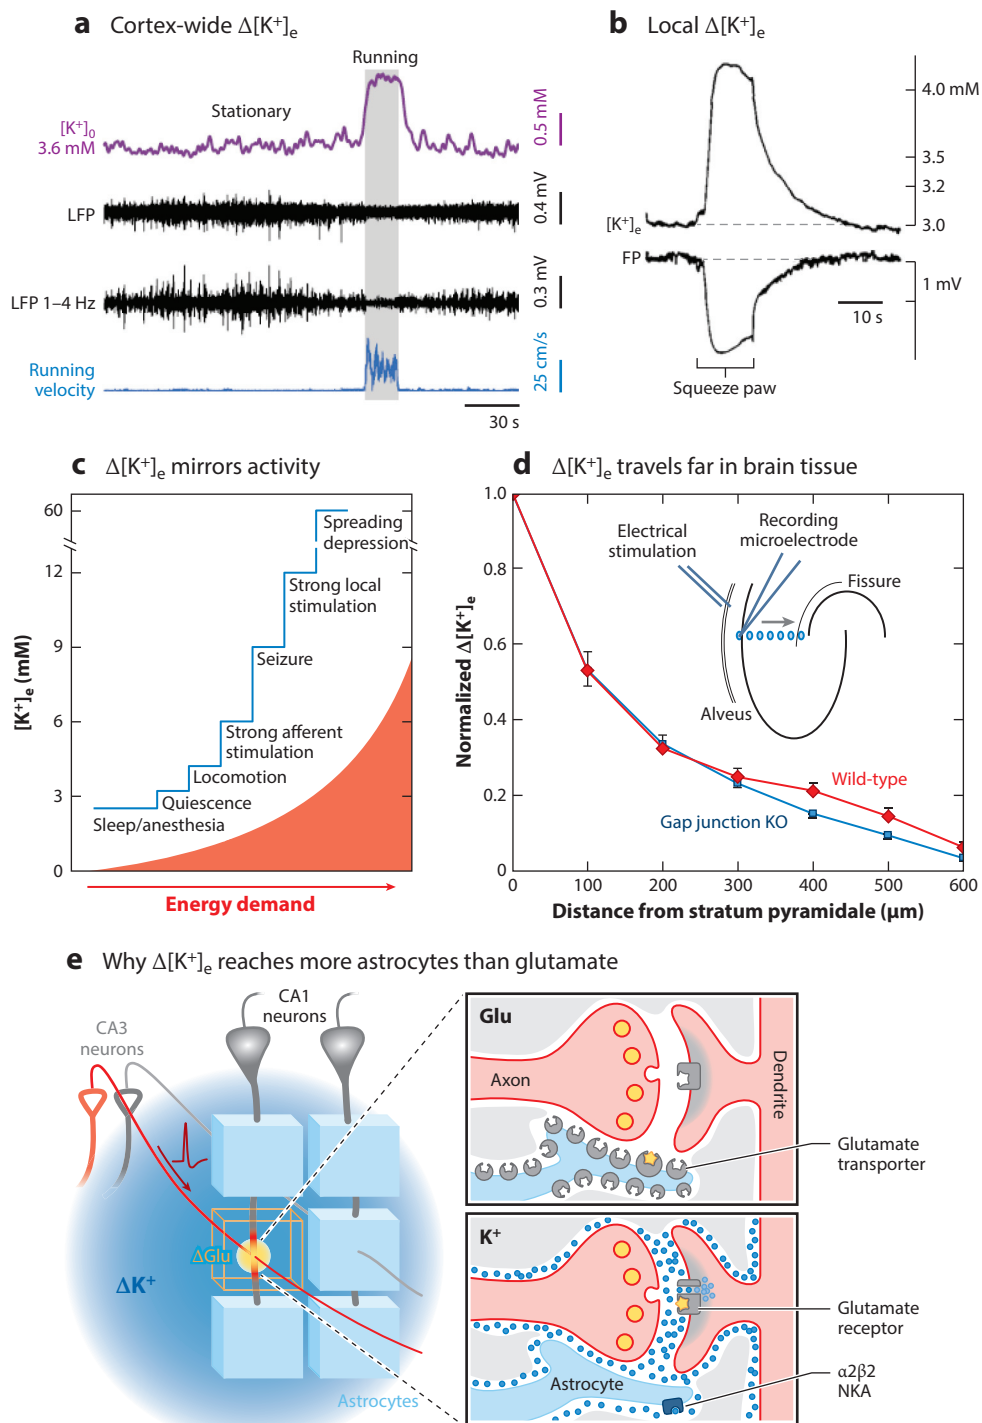 a Cortex-wide Δ[K⁺]ₑ
Running
Stationary
[K⁺]₀
3.6 mM
0.5 mM
LFP
0.4 mV
LFP 1–4 Hz
0.3 mV
Running
velocity
25 cm/s
30 s
b Local Δ[K⁺]ₑ
4.0 mM
3.5
3.2
3.0
[K⁺]ₑ
FP
1 mV
10 s
Squeeze paw
c Δ[K⁺]ₑ mirrors activity
[K⁺]ₑ (mM)
60
12
9
6
3
0
Spreading
depression
Strong local
stimulation
Seizure
Strong afferent
stimulation
Locomotion
Quiescence
Sleep/anesthesia
Energy demand
d Δ[K⁺]ₑ travels far in brain tissue
Normalized Δ[K⁺]ₑ
1.0
0.8
0.6
0.4
0.2
0
Electrical
stimulation
Recording
microelectrode
Fissure
Alveus
Wild-type
Gap junction KO
0
100
200
300
400
500
600
Distance from stratum pyramidale (μm)
e Why Δ[K⁺]ₑ reaches more astrocytes than glutamate
CA3
neurons
CA1
neurons
ΔGlu
ΔK⁺
Astrocytes
Glu
Axon
Dendrite
Glutamate
transporter
K⁺
Glutamate
receptor
Astrocyte
α2β2
NKA